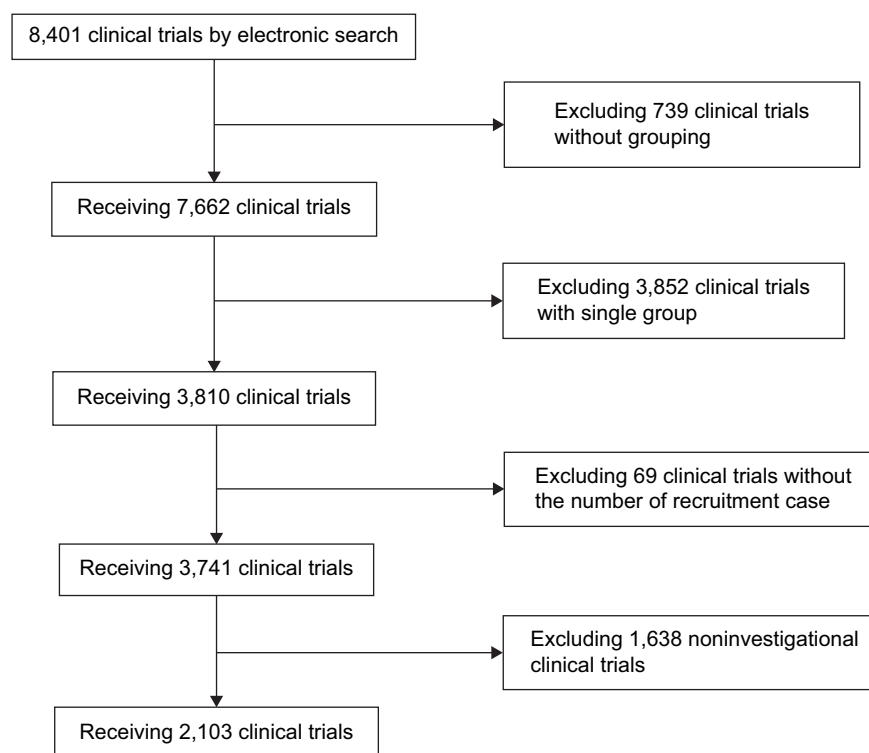 8,401 clinical trials by electronic search
Excluding 739 clinical trials
without grouping
Receiving 7,662 clinical trials
Excluding 3,852 clinical trials
with single group
Receiving 3,810 clinical trials
Excluding 69 clinical trials without
the number of recruitment case
Receiving 3,741 clinical trials
Excluding 1,638 noninvestigational
clinical trials
Receiving 2,103 clinical trials